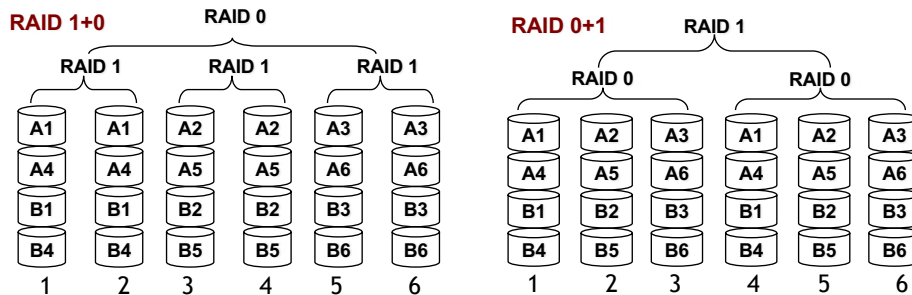 RAID 1+0
RAID 0
RAID 1 RAID 1 RAID 1
A1 A1 A2 A2 A3 A3
A4 A4 A5 A5 A6 A6
B1 B1 B2 B2 B3 B3
B4 B4 B5 B5 B6 B6
1 2 3 4 5 6
RAID 0+1
RAID 1
RAID 0 RAID 0
A1 A2 A3 A1 A2 A3
A4 A5 A6 A4 A5 A6
B1 B2 B3 B1 B2 B3
B4 B5 B6 B4 B5 B6
1 2 3 4 5 6